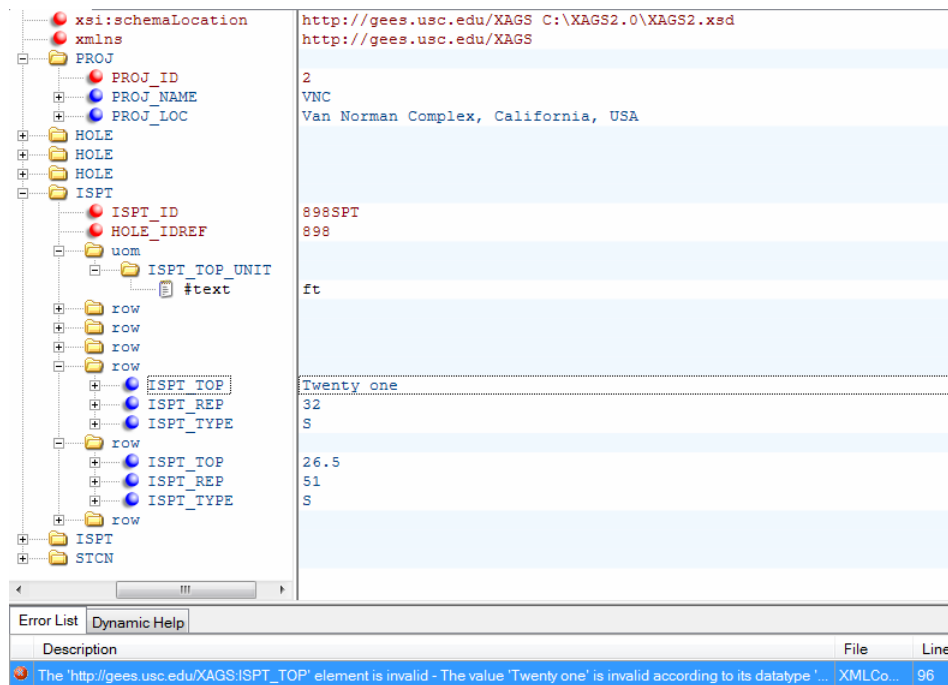 xsi:schemaLocation http://gees.usc.edu/XAGS C:\XAGS2.0\XAGS2.xsd
xmlns http://gees.usc.edu/XAGS
PROJ
PROJ_ID 2
PROJ_NAME VNC
PROJ_LOC Van Norman Complex, California, USA
HOLE
HOLE
HOLE
ISPT
ISPT_ID 898SPT
HOLE_IDREF 898
uom
ISPT_TOP_UNIT
#text ft
row
row
row
row
ISPT_TOP Twenty one
ISPT_REP 32
ISPT_TYPE S
row
ISPT_TOP 26.5
ISPT_REP 51
ISPT_TYPE S
row
ISPT
STCN
Error List Dynamic Help
Description File Line
The 'http://gees.usc.edu/XAGS:ISPT_TOP' element is invalid - The value 'Twenty one' is invalid according to its datatype '... XMLCo... 96